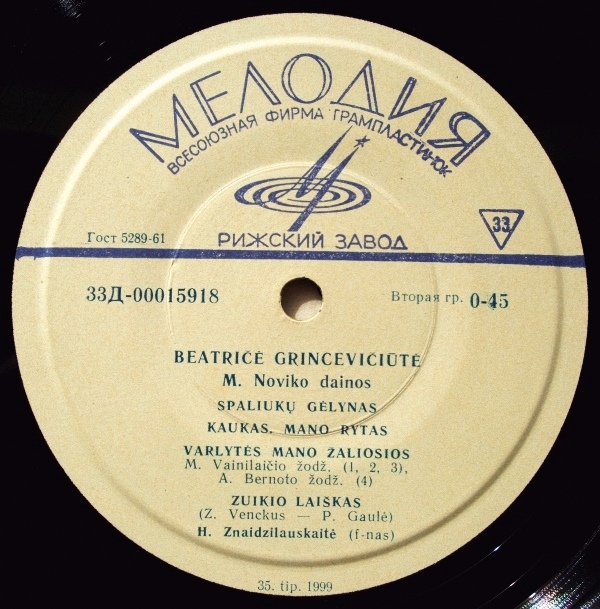 МЕЛОДИЯ
ВСЕСОЮЗНАЯ ФИРМА ГРАМПЛАСТИНОК
РИЖСКИЙ ЗАВОД
33
Гост 5289-61
33Д-00015918
Вторая гр. 0-45
BEATRIČĖ GRINCEVIČIŪTĖ
M. Noviko dainos
SPALIUKŲ GĖLYNAS
KAUKAS. MANO RYTAS
VARLYTĖS MANO ŽALIOSIOS
M. Vainilaičio žodž. (1, 2, 3),
A. Bernoto žodž. (4)
ZUIKIO LAIŠKAS
(Z. Venckus — P. Gaulė)
H. Znaidzilauskaitė (f-nas)
35. tip. 1999